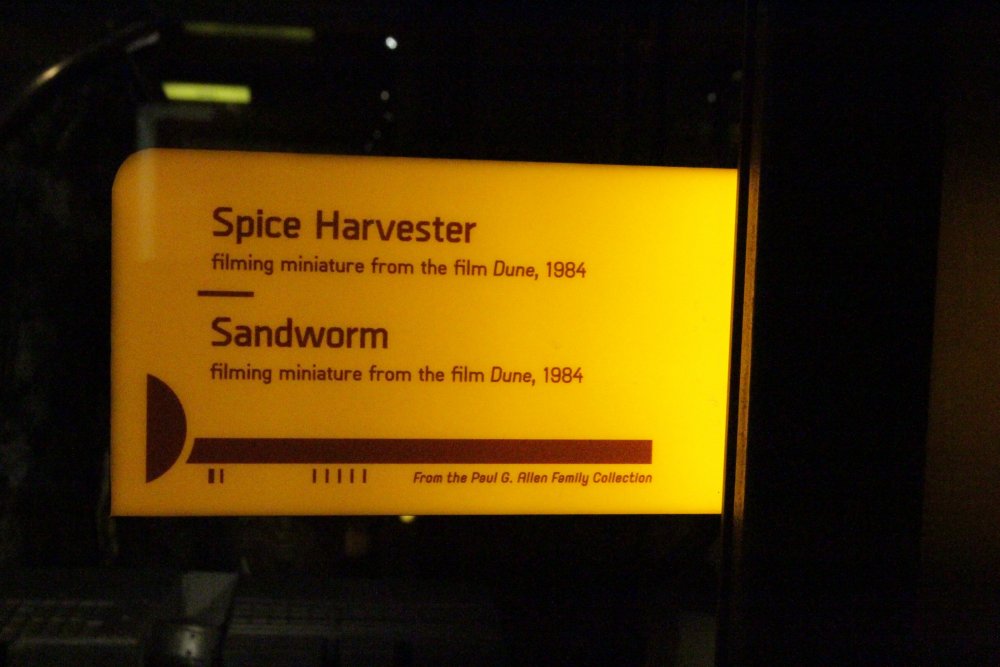 Spice Harvester
filming miniature from the film Dune, 1984
Sandworm
filming miniature from the film Dune, 1984
From the Paul G. Allen Family Collection